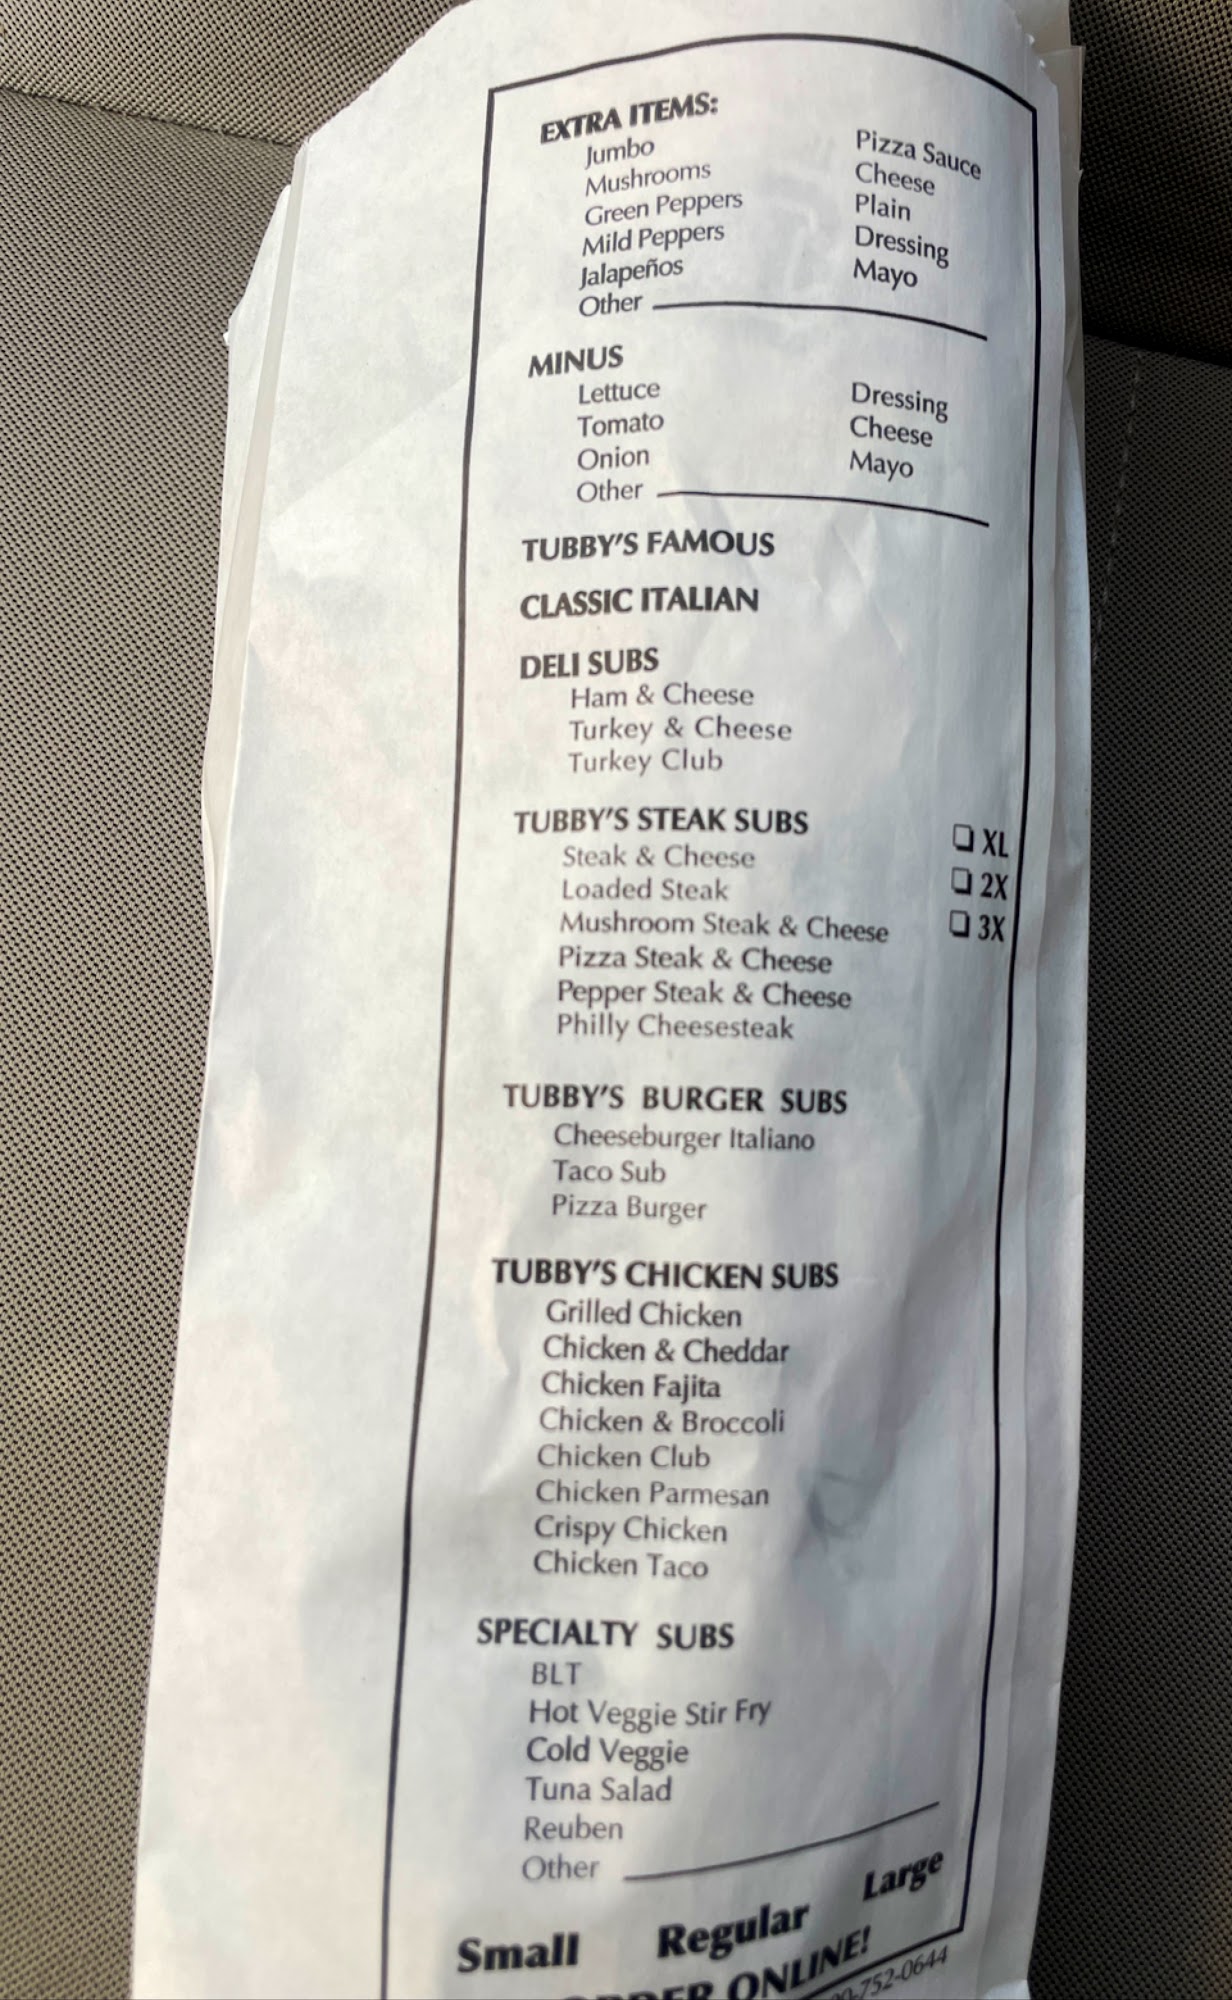 EXTRA ITEMS:
Jumbo
Mushrooms
Green Peppers
Mild Peppers
Jalapeños
Other
Pizza Sauce
Cheese
Plain
Dressing
Mayo
MINUS
Lettuce
Tomato
Onion
Other
Dressing
Cheese
Mayo
TUBBY'S FAMOUS
CLASSIC ITALIAN
DELI SUBS
Ham & Cheese
Turkey & Cheese
Turkey Club
TUBBY'S STEAK SUBS
Steak & Cheese
Loaded Steak
Mushroom Steak & Cheese
Pizza Steak & Cheese
Pepper Steak & Cheese
Philly Cheesesteak
❏ XL
❏ 2X
❏ 3X
TUBBY'S BURGER SUBS
Cheeseburger Italiano
Taco Sub
Pizza Burger
TUBBY'S CHICKEN SUBS
Grilled Chicken
Chicken & Cheddar
Chicken Fajita
Chicken & Broccoli
Chicken Club
Chicken Parmesan
Crispy Chicken
Chicken Taco
SPECIALTY SUBS
BLT
Hot Veggie Stir Fry
Cold Veggie
Tuna Salad
Reuben
Other
Small Regular Large
ONLINE!
752-0644